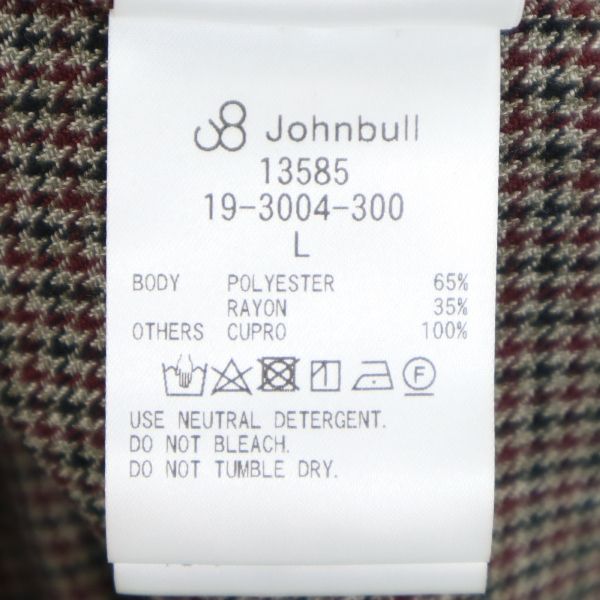 Johnbull
13585
19-3004-300
L
BODY POLYESTER 65%
RAYON 35%
OTHERS CUPRO 100%
F
USE NEUTRAL DETERGENT.
DO NOT BLEACH.
DO NOT TUMBLE DRY.